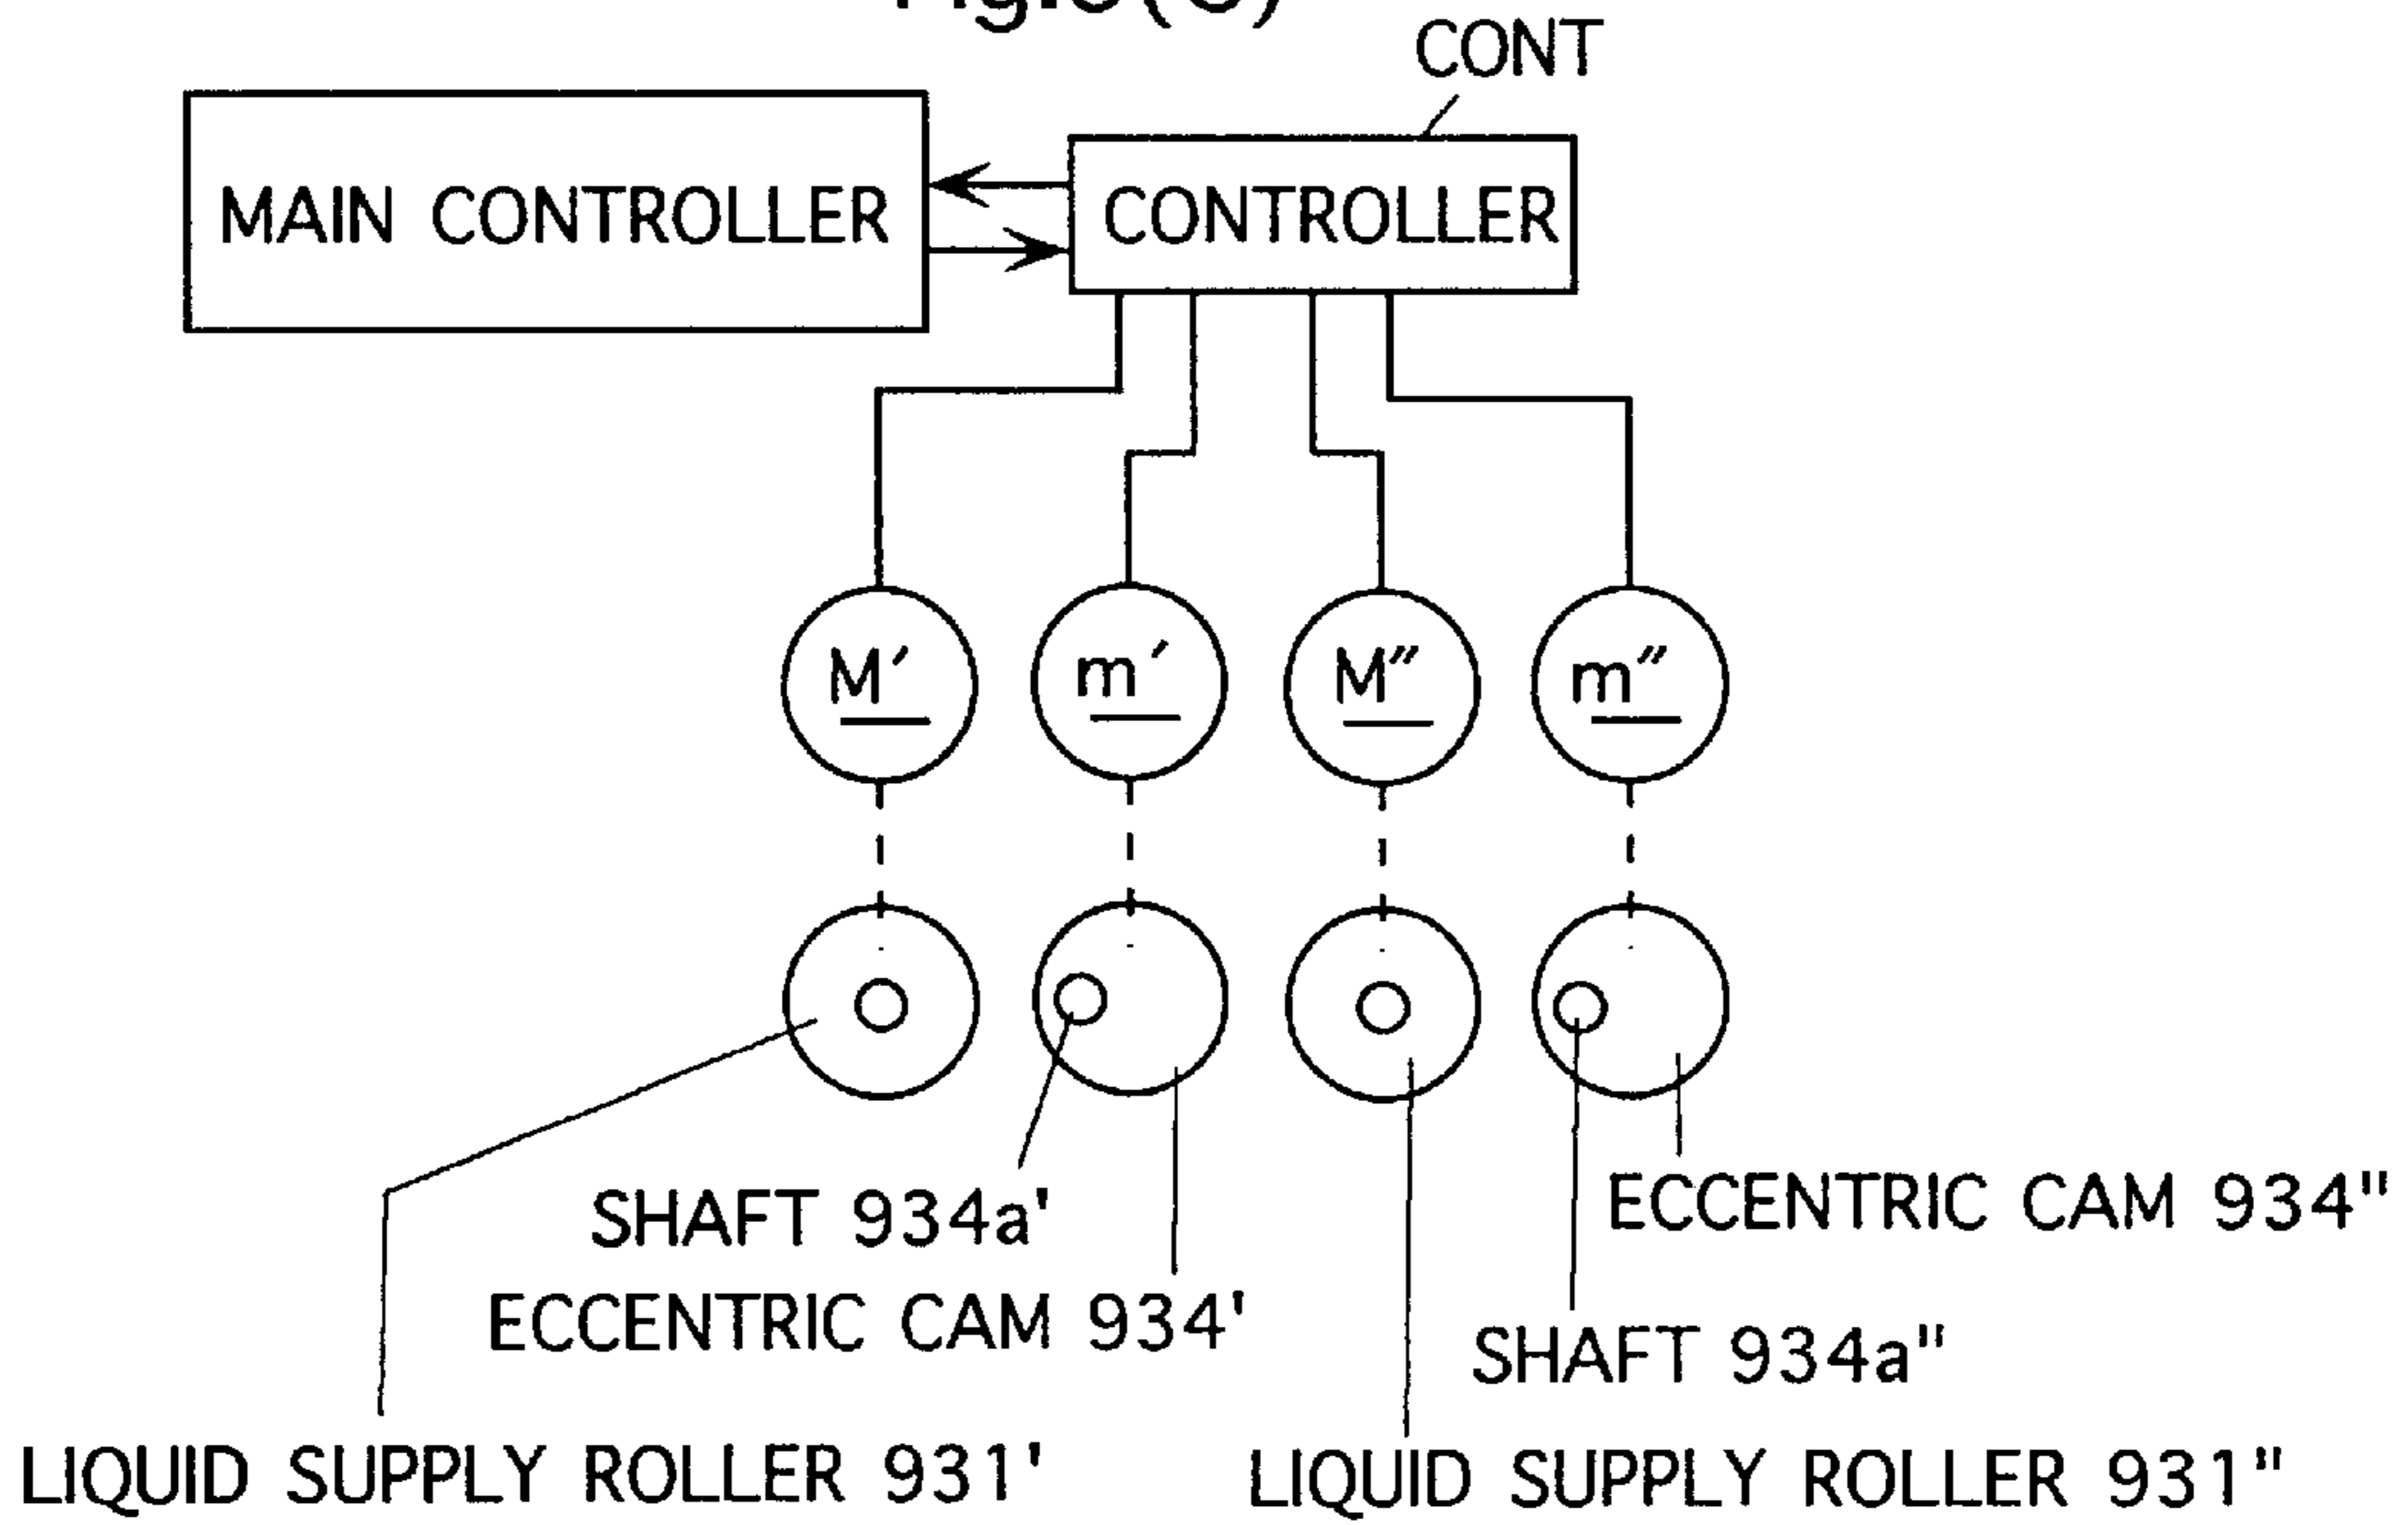 CONT
MAIN CONTROLLER
CONTROLLER
M′
m′
M″
m″
SHAFT 934a'
ECCENTRIC CAM 934"
ECCENTRIC CAM 934'
SHAFT 934a"
LIQUID SUPPLY ROLLER 931'
LIQUID SUPPLY ROLLER 931"